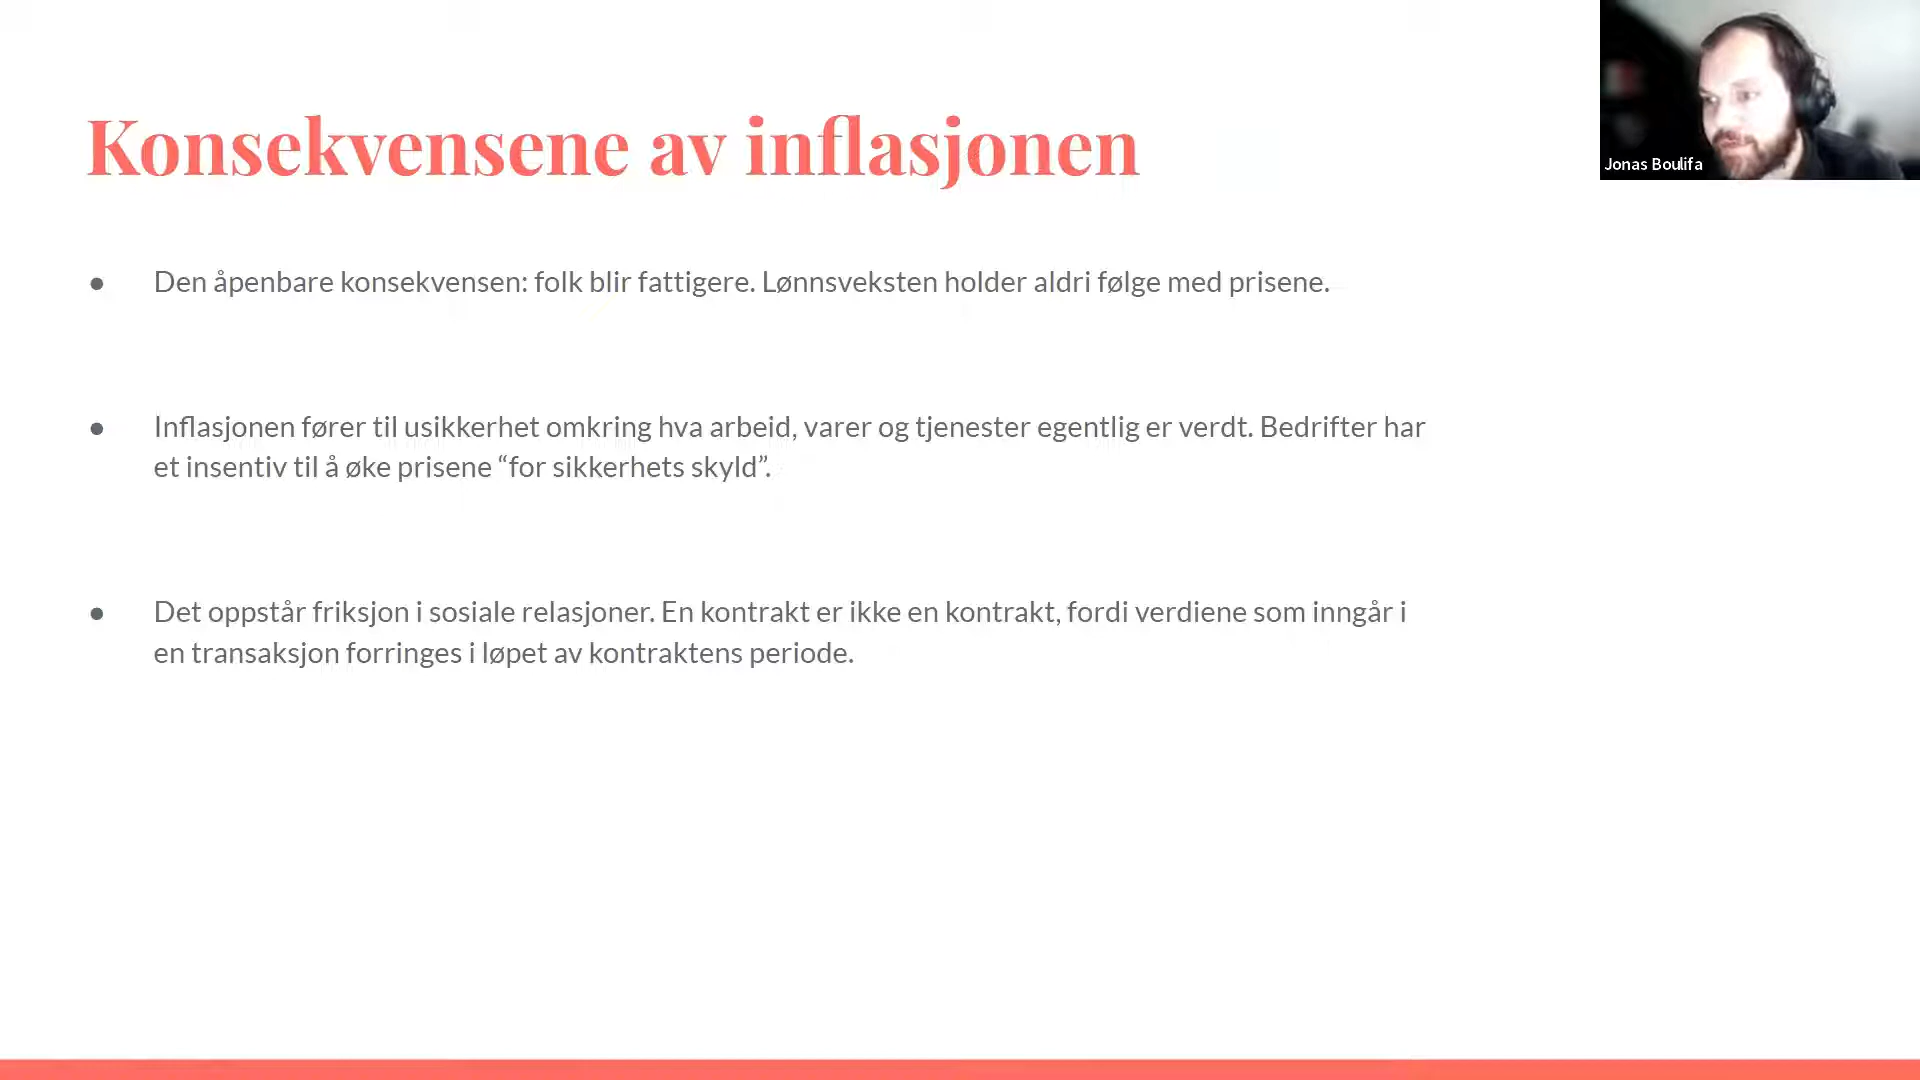 Konsekvensene av inflasjonen
Jonas Boulifa
● Den åpenbare konsekvensen: folk blir fattigere. Lønnsveksten holder aldri følge med prisene.
● Inflasjonen fører til usikkerhet omkring hva arbeid, varer og tjenester egentlig er verdt. Bedrifter har
et insentiv til å øke prisene “for sikkerhets skyld”.
● Det oppstår friksjon i sosiale relasjoner. En kontrakt er ikke en kontrakt, fordi verdiene som inngår i
en transaksjon forringes i løpet av kontraktens periode.